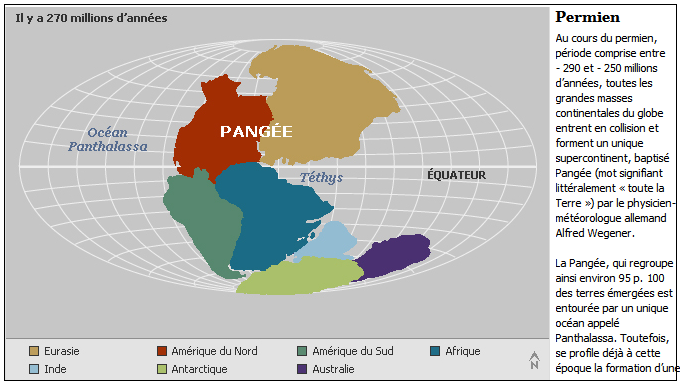 Il y a 270 millions d'années
Océan
Panthalassa
PANGÉE
Téthys
ÉQUATEUR
Eurasie
Amérique du Nord
Amérique du Sud
Afrique
Inde
Antarctique
Australie
N
Permien
Au cours du permien,
période comprise entre
- 290 et - 250 millions
d'années, toutes les
grandes masses
continentales du globe
entrent en collision et
forment un unique
supercontinent, baptisé
Pangée (mot signifiant
littéralement « toute la
Terre ») par le physicien-
météorologue allemand
Alfred Wegener.
La Pangée, qui regroupe
ainsi environ 95 p. 100
des terres émergées est
entourée par un unique
océan appelé
Panthalassa. Toutefois,
se profile déjà à cette
époque la formation d'une